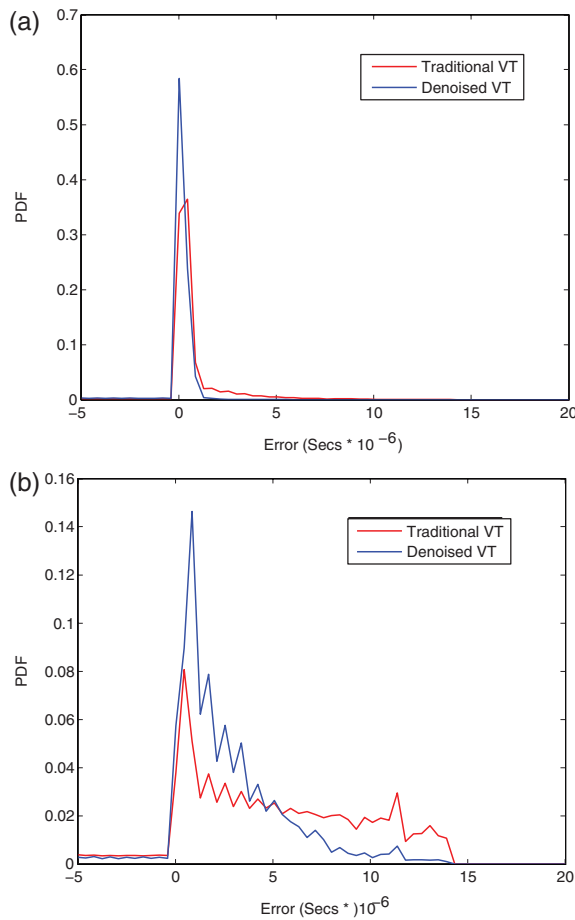 (a)
0.7
0.6
0.5
0.4
0.3
0.2
0.1
0
PDF
Traditional VT
Denoised VT
−5 0 5 10 15 20
Error (Secs * 10 −6)
(b)
0.16
0.14
0.12
0.1
0.08
0.06
0.04
0.02
0
PDF
Traditional VT
Denoised VT
−5 0 5 10 15 20
Error (Secs * )10−6